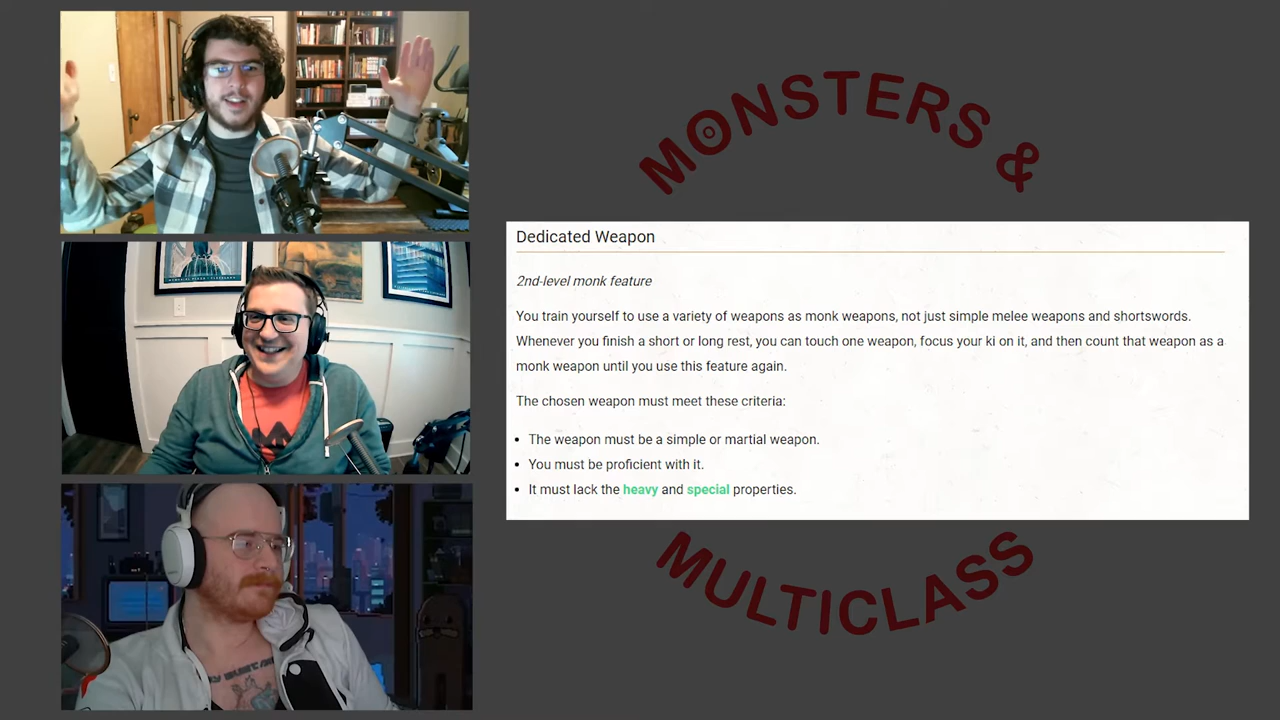 MONSTERS &
Dedicated Weapon
2nd-level monk feature
You train yourself to use a variety of weapons as monk weapons, not just simple melee weapons and shortswords.
Whenever you finish a short or long rest, you can touch one weapon, focus your ki on it, and then count that weapon as a
monk weapon until you use this feature again.
The chosen weapon must meet these criteria:
• The weapon must be a simple or martial weapon.
• You must be proficient with it.
• It must lack the heavy and special properties.
MULTICLASS